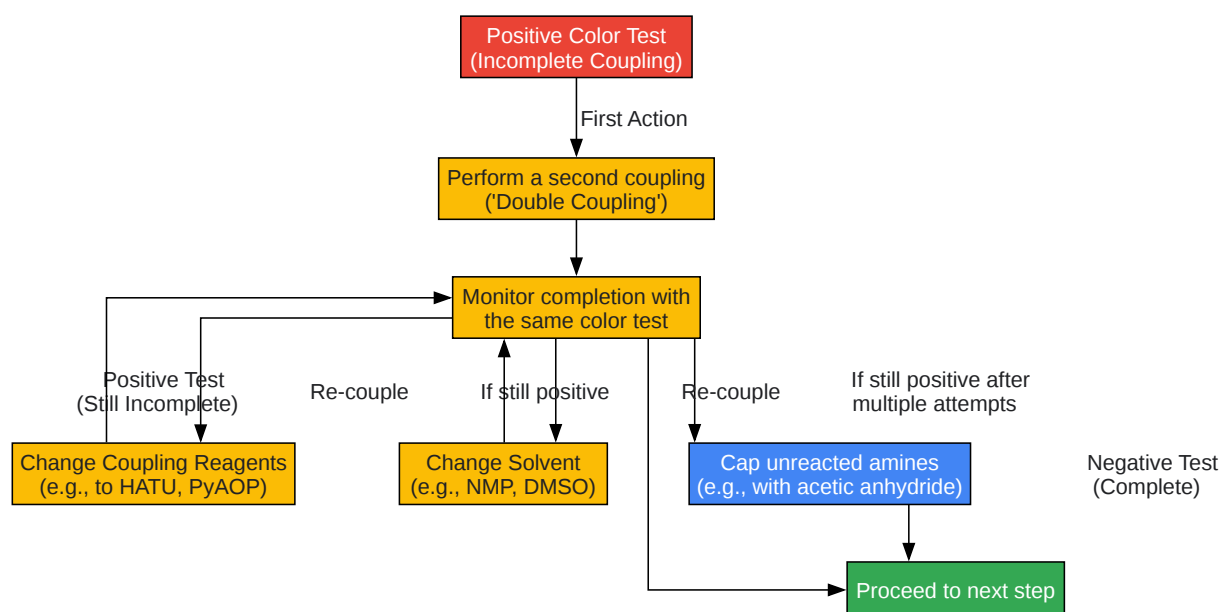 Positive Color Test
(Incomplete Coupling)
First Action
Perform a second coupling
('Double Coupling')
Monitor completion with
the same color test
Positive Test
(Still Incomplete)
Re-couple
If still positive
Re-couple
If still positive after
multiple attempts
Negative Test
(Complete)
Change Coupling Reagents
(e.g., to HATU, PyAOP)
Change Solvent
(e.g., NMP, DMSO)
Cap unreacted amines
(e.g., with acetic anhydride)
Proceed to next step